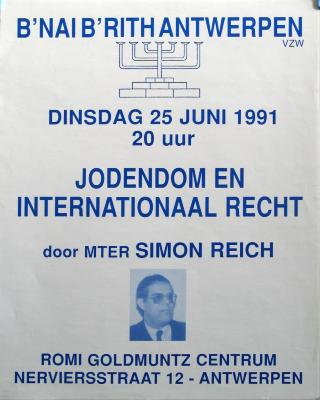 B'NAI B'RITH ANTWERPEN
VZW
DINSDAG 25 JUNI 1991
20 uur
JODENDOM EN
INTERNATIONAAL RECHT
door MTER SIMON REICH
ROMI GOLDMUNTZ CENTRUM
NERVIERSSTRAAT 12 - ANTWERPEN